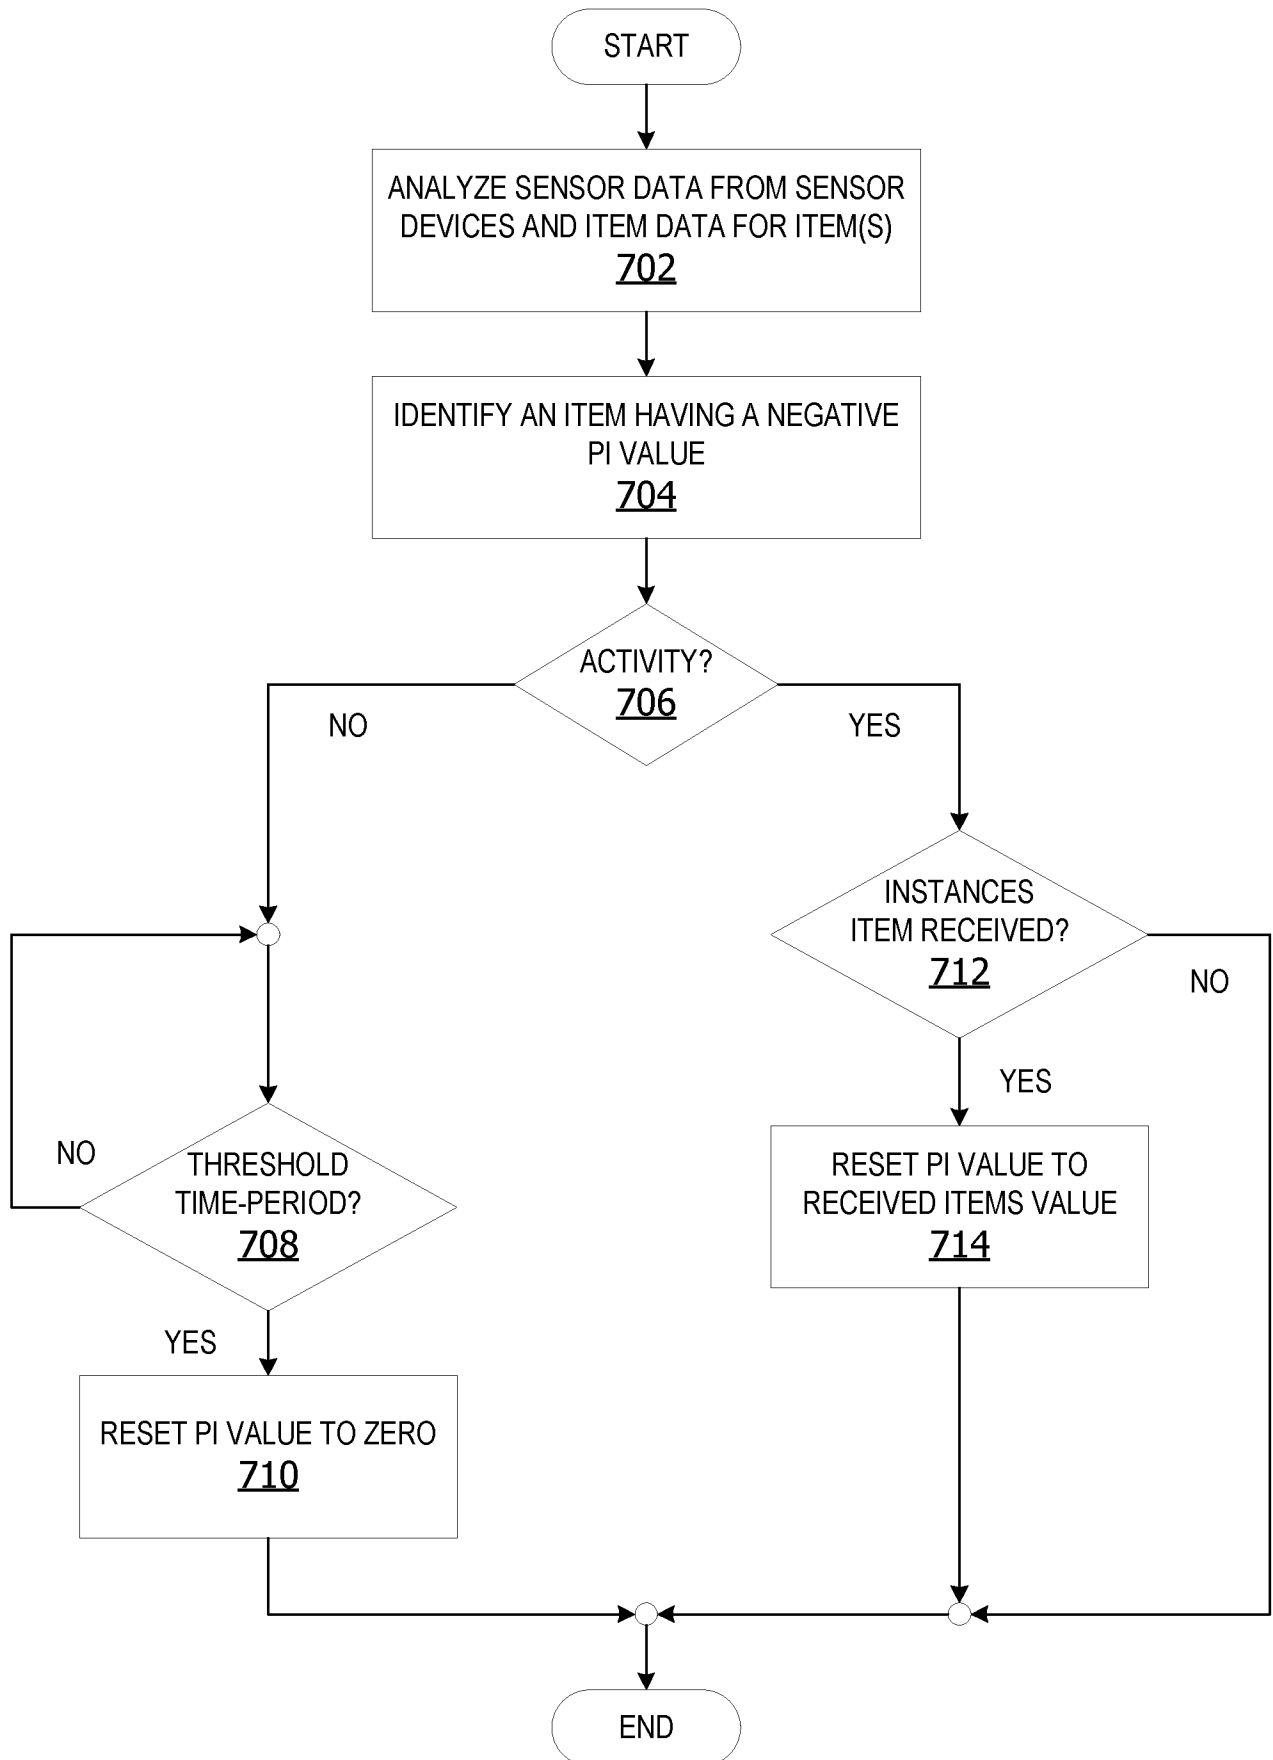 START
ANALYZE SENSOR DATA FROM SENSOR
DEVICES AND ITEM DATA FOR ITEM(S)
702
IDENTIFY AN ITEM HAVING A NEGATIVE
PI VALUE
704
ACTIVITY?
706
NO
YES
INSTANCES
ITEM RECEIVED?
712
NO
YES
NO
THRESHOLD
TIME-PERIOD?
708
RESET PI VALUE TO
RECEIVED ITEMS VALUE
714
YES
RESET PI VALUE TO ZERO
710
END